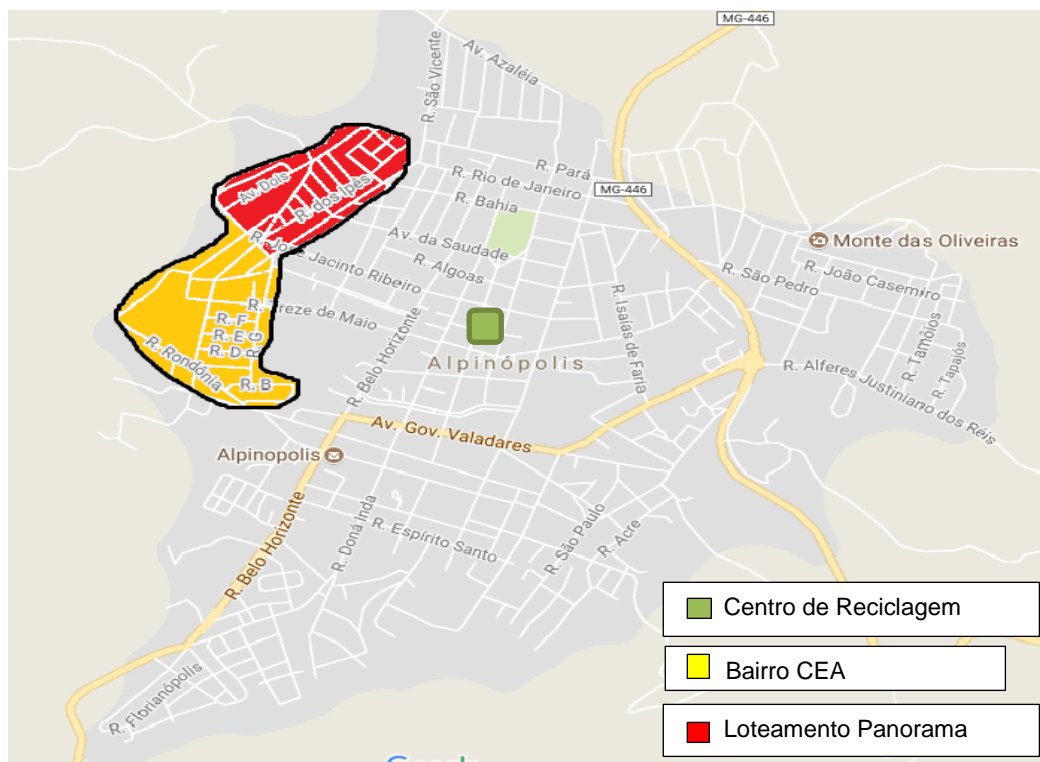 MG-446
Av. Azaléia
R. São Vicente
R. Pará
MG-446
R. Rio de Janeiro
R. Bahia
Av. Dois
R. dos Ipês
Av. da Saudade
R. José Jacinto Ribeiro
R. Algoas
Monte das Oliveiras
R. São Pedro
R. João Casemiro
R. Treze de Maio
R. F
R. E
R. D
R. G
R. B
R. Rondônia
R. Belo Horizonte
R. Isaías de Faria
R. Tamôios
R. Tapajós
Alpinópolis
R. Alferes Justiniano dos Reis
Av. Gov. Valadares
Alpinopolis
R. Belo Horizonte
R. Doná Inda
R. Espírito Santo
R. São Paulo
R. Acre
R. Florianópolis
Centro de Reciclagem
Bairro CEA
Loteamento Panorama